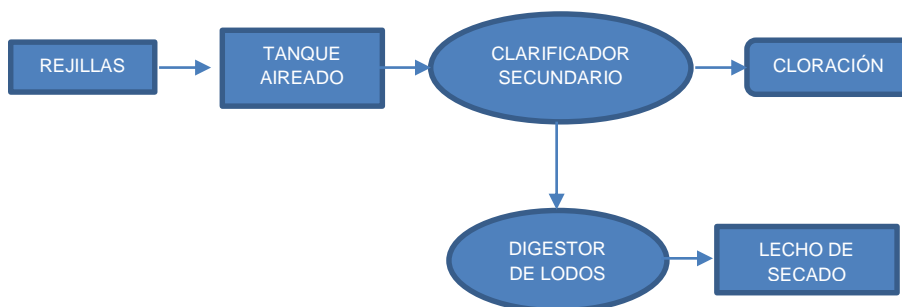 REJILLAS
TANQUE
AIREADO
CLARIFICADOR
SECUNDARIO
CLORACIÓN
DIGESTOR
DE LODOS
LECHO DE
SECADO